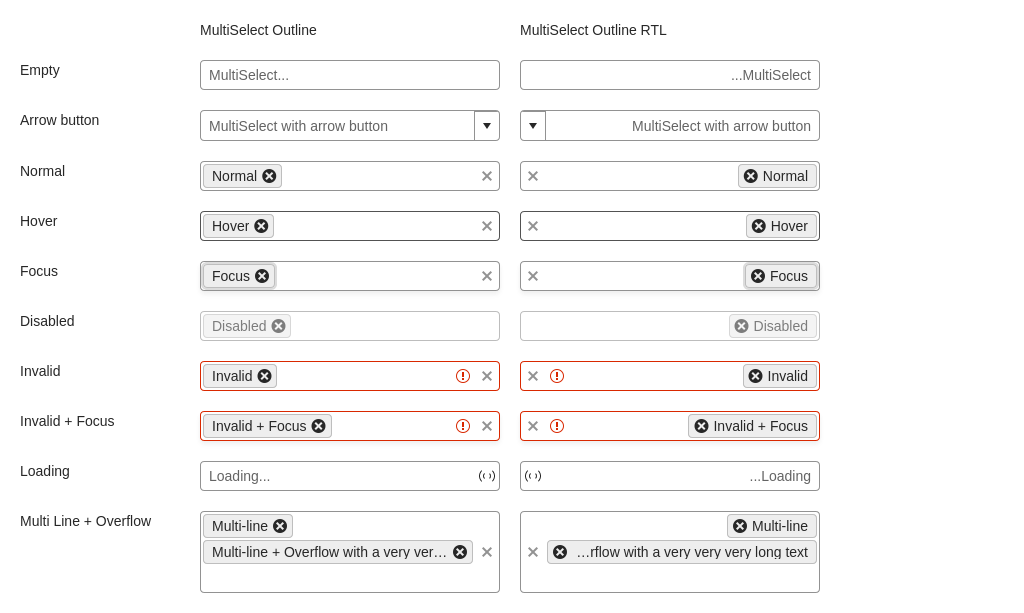 MultiSelect Outline MultiSelect Outline RTL
Empty MultiSelect... ...MultiSelect
Arrow button MultiSelect with arrow button MultiSelect with arrow button
Normal Normal Normal
Hover Hover Hover
Focus Focus Focus
Disabled Disabled Disabled
Invalid Invalid Invalid
Invalid + Focus Invalid + Focus Invalid + Focus
Loading Loading... ...Loading
Multi Line + Overflow Multi-line Multi-line
Multi-line + Overflow with a very ver… …rflow with a very very very long text